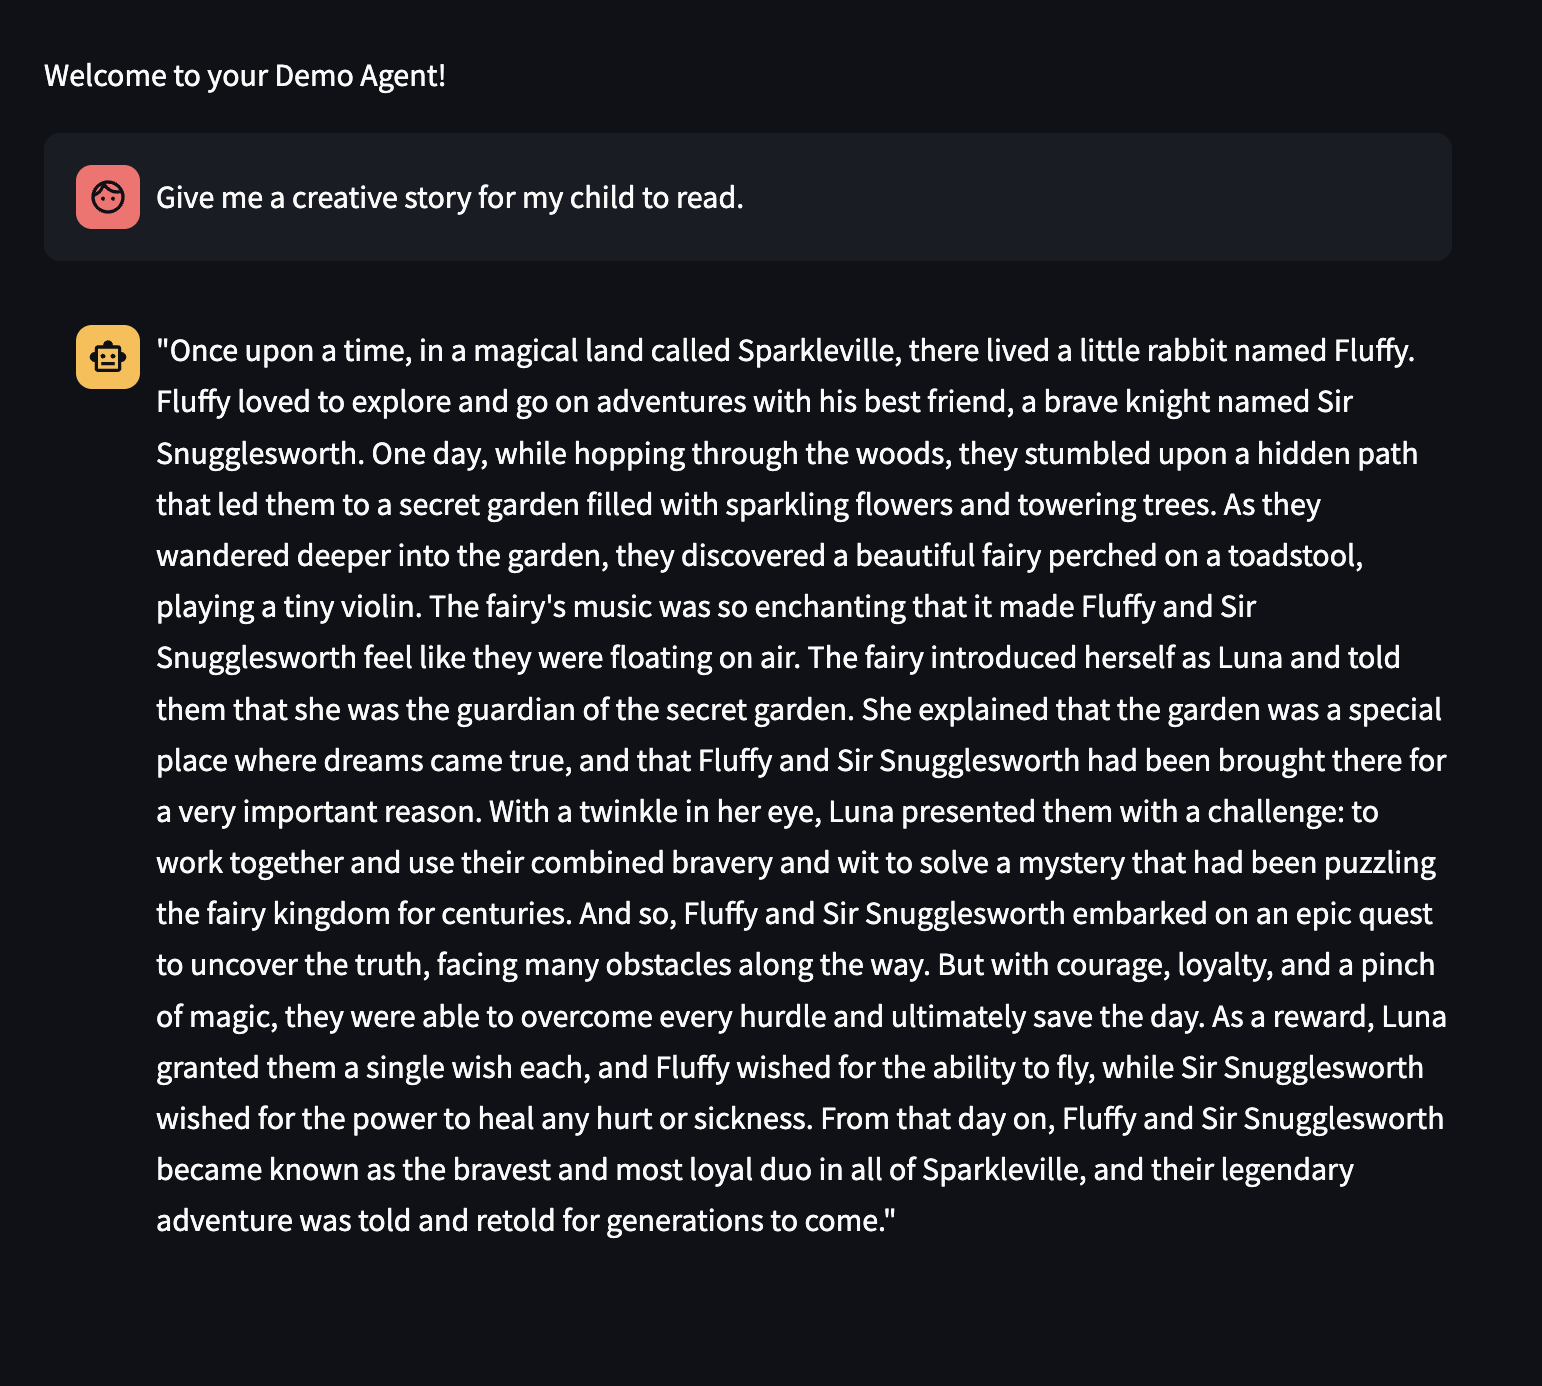 Welcome to your Demo Agent!
Give me a creative story for my child to read.
"Once upon a time, in a magical land called Sparkleville, there lived a little rabbit named Fluffy.
Fluffy loved to explore and go on adventures with his best friend, a brave knight named Sir
Snugglesworth. One day, while hopping through the woods, they stumbled upon a hidden path
that led them to a secret garden filled with sparkling flowers and towering trees. As they
wandered deeper into the garden, they discovered a beautiful fairy perched on a toadstool,
playing a tiny violin. The fairy's music was so enchanting that it made Fluffy and Sir
Snugglesworth feel like they were floating on air. The fairy introduced herself as Luna and told
them that she was the guardian of the secret garden. She explained that the garden was a special
place where dreams came true, and that Fluffy and Sir Snugglesworth had been brought there for
a very important reason. With a twinkle in her eye, Luna presented them with a challenge: to
work together and use their combined bravery and wit to solve a mystery that had been puzzling
the fairy kingdom for centuries. And so, Fluffy and Sir Snugglesworth embarked on an epic quest
to uncover the truth, facing many obstacles along the way. But with courage, loyalty, and a pinch
of magic, they were able to overcome every hurdle and ultimately save the day. As a reward, Luna
granted them a single wish each, and Fluffy wished for the ability to fly, while Sir Snugglesworth
wished for the power to heal any hurt or sickness. From that day on, Fluffy and Sir Snugglesworth
became known as the bravest and most loyal duo in all of Sparkleville, and their legendary
adventure was told and retold for generations to come."